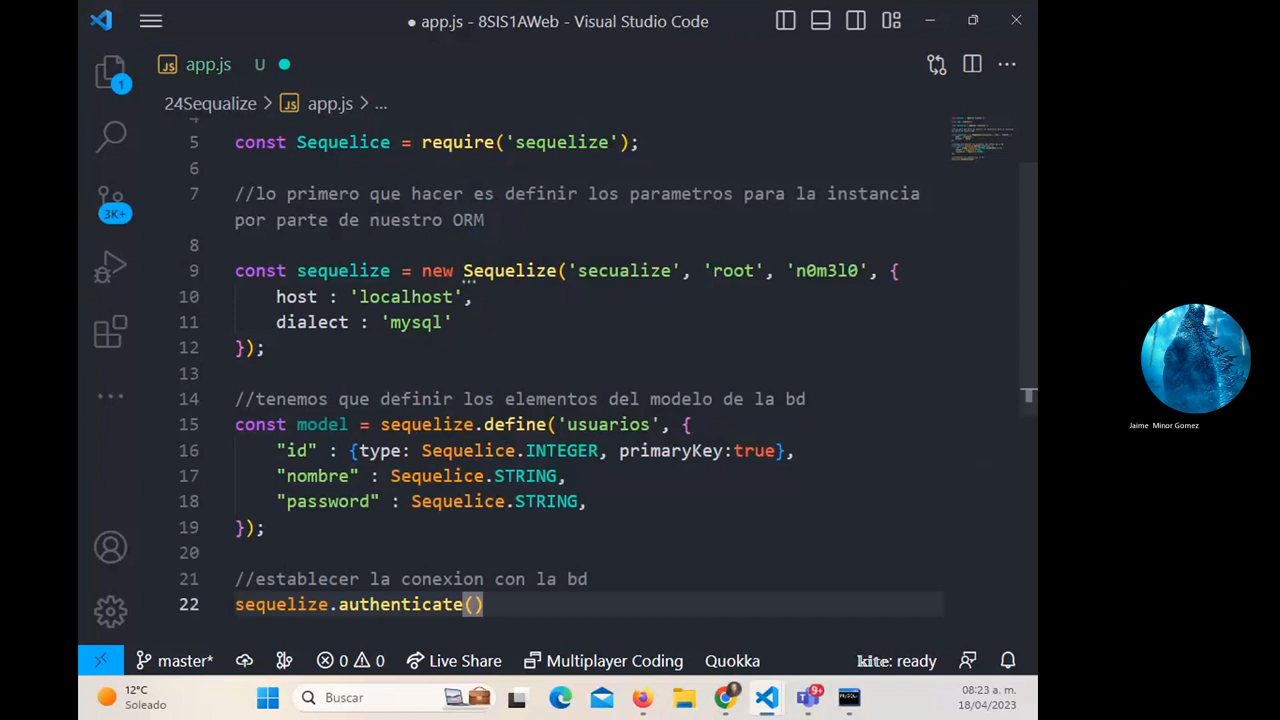 app.js - 8SIS1AWeb - Visual Studio Code
app.js U
24Sequalize > app.js > ...
4
5 const Sequelice = require('sequelize');
6
7 //lo primero que hacer es definir los parametros para la instancia
por parte de nuestro ORM
8
9 const sequelize = new Sequelize('secualize', 'root', 'n0m3l0', {
10 host : 'localhost',
11 dialect : 'mysql'
12 });
13
14 //tenemos que definir los elementos del modelo de la bd
15 const model = sequelize.define('usuarios', {
16 "id" : {type: Sequelice.INTEGER, primaryKey:true},
17 "nombre" : Sequelice.STRING,
18 "password" : Sequelice.STRING,
19 });
20
21 //establecer la conexion con la bd
22 sequelize.authenticate()
1
3K+
master* 0 0 Live Share Multiplayer Coding Quokka kite: ready
12°C
Soleado
Buscar
9+
08:23 a. m.
18/04/2023
Jaime Minor Gomez